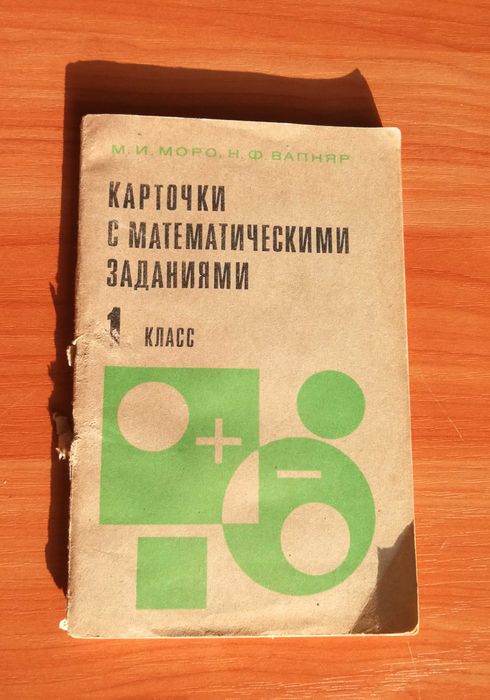 М. И. МОРО, Н. Ф. ВАПНЯР
КАРТОЧКИ
С МАТЕМАТИЧЕСКИМИ
ЗАДАНИЯМИ
1 КЛАСС
+
−